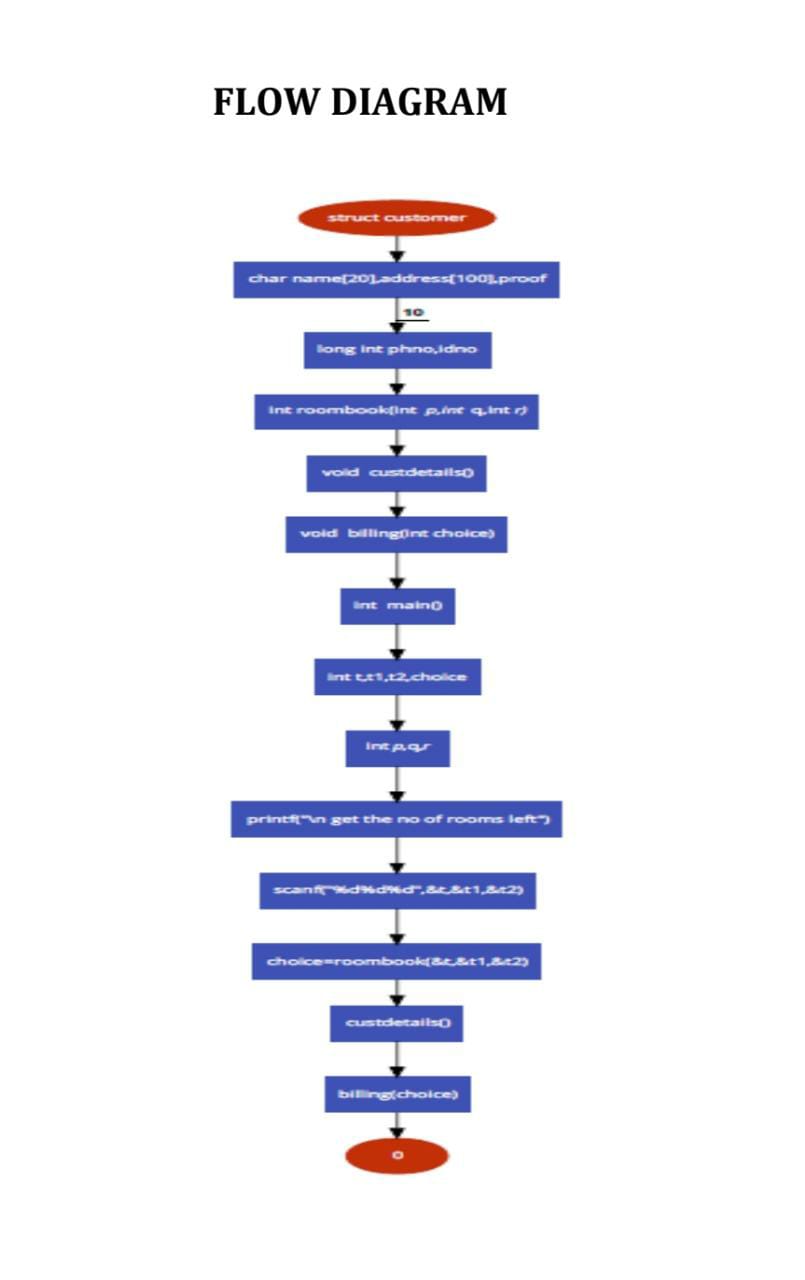 FLOW DIAGRAM
struct customer
char name[20],address[100],proof
10
long int phno,idno
int roombook(int p,int q,int r)
void custdetails()
void billing(int choice)
int main()
int t,t1,t2,choice
int p,q,r
printf("\n get the no of rooms left")
scanf("%d%d%d",&t,&t1,&t2)
choice=roombook(&t,&t1,&t2)
custdetails()
billing(choice)
0